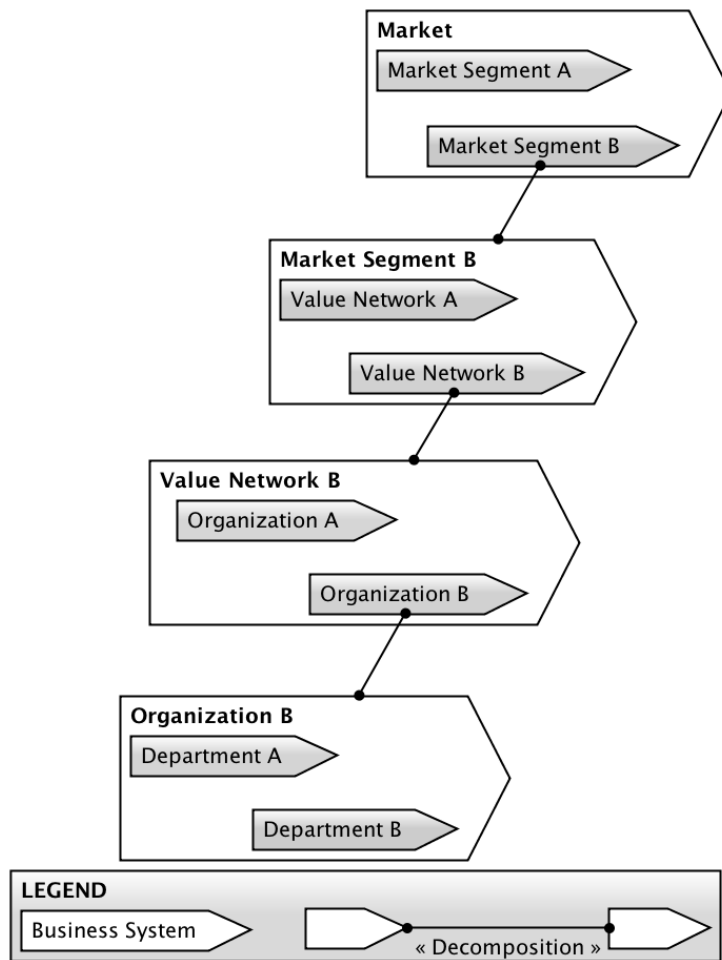 Market
Market Segment A
Market Segment B
Market Segment B
Value Network A
Value Network B
Value Network B
Organization A
Organization B
Organization B
Department A
Department B
LEGEND
Business System
« Decomposition »